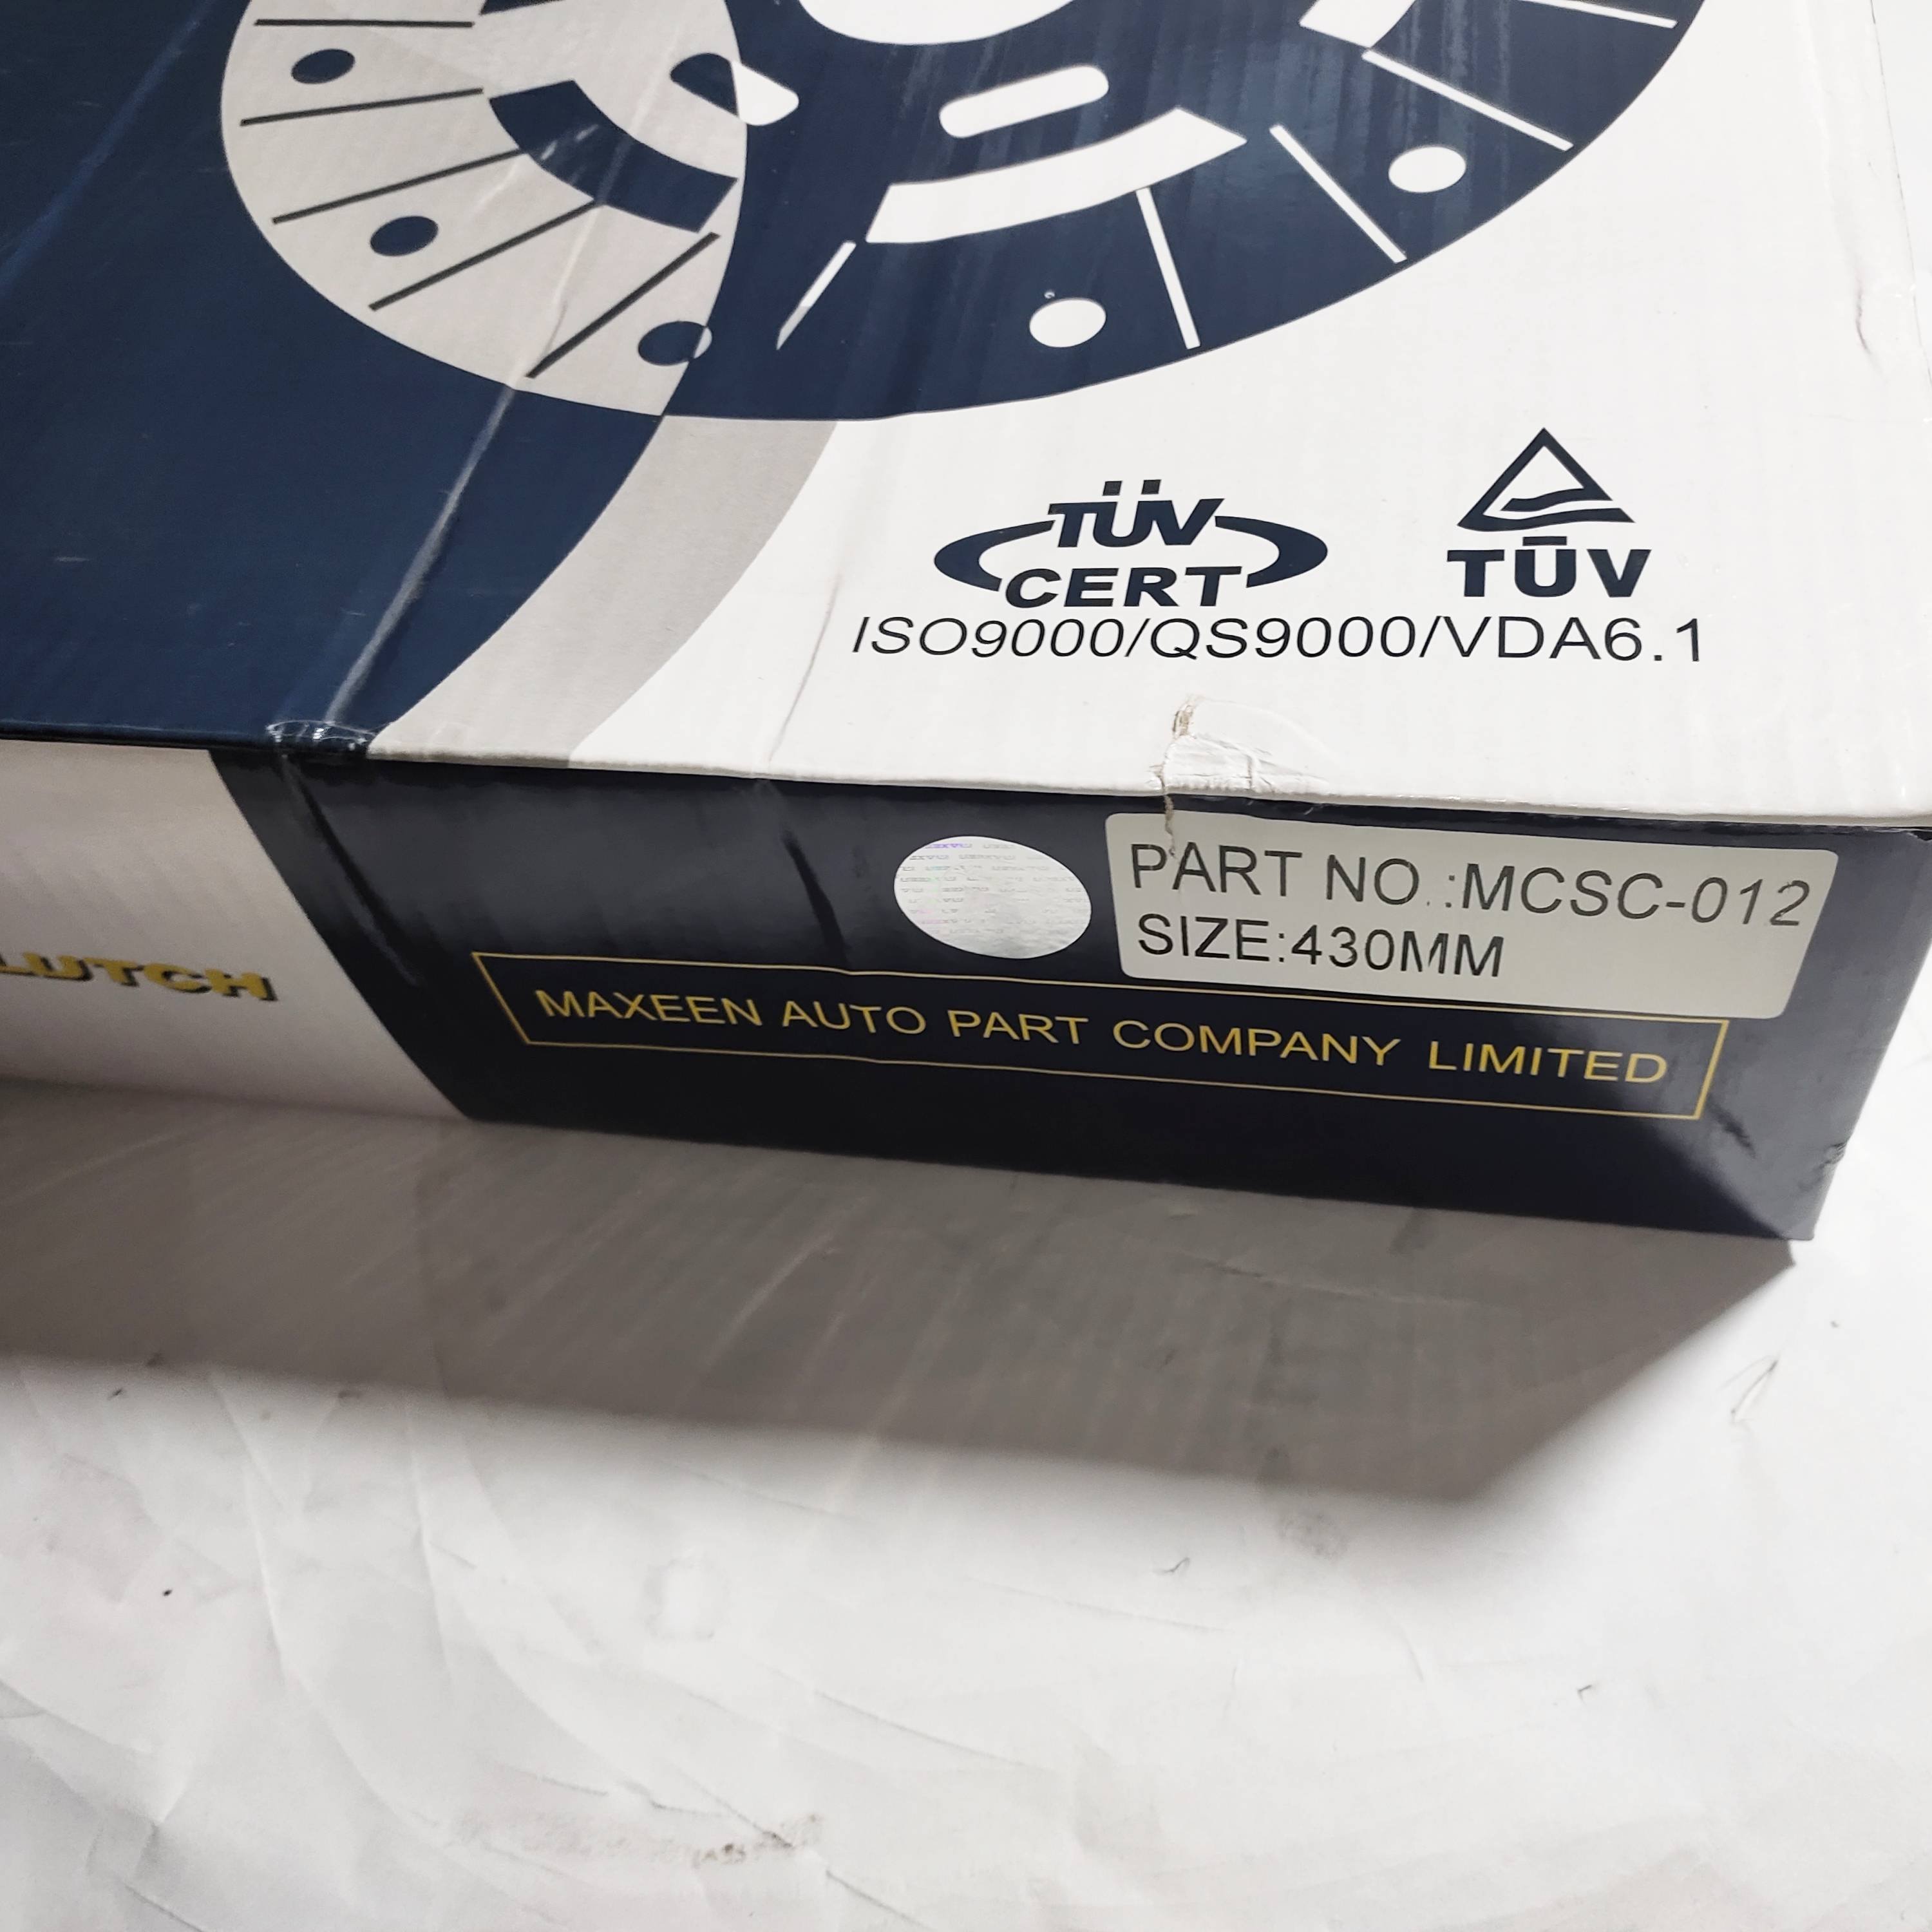 TÜV
CERT
TÜV
ISO9000/QS9000/VDA6.1
PART NO.:MCSC-012
SIZE:430MM
LUTCH
MAXEEN AUTO PART COMPANY LIMITED